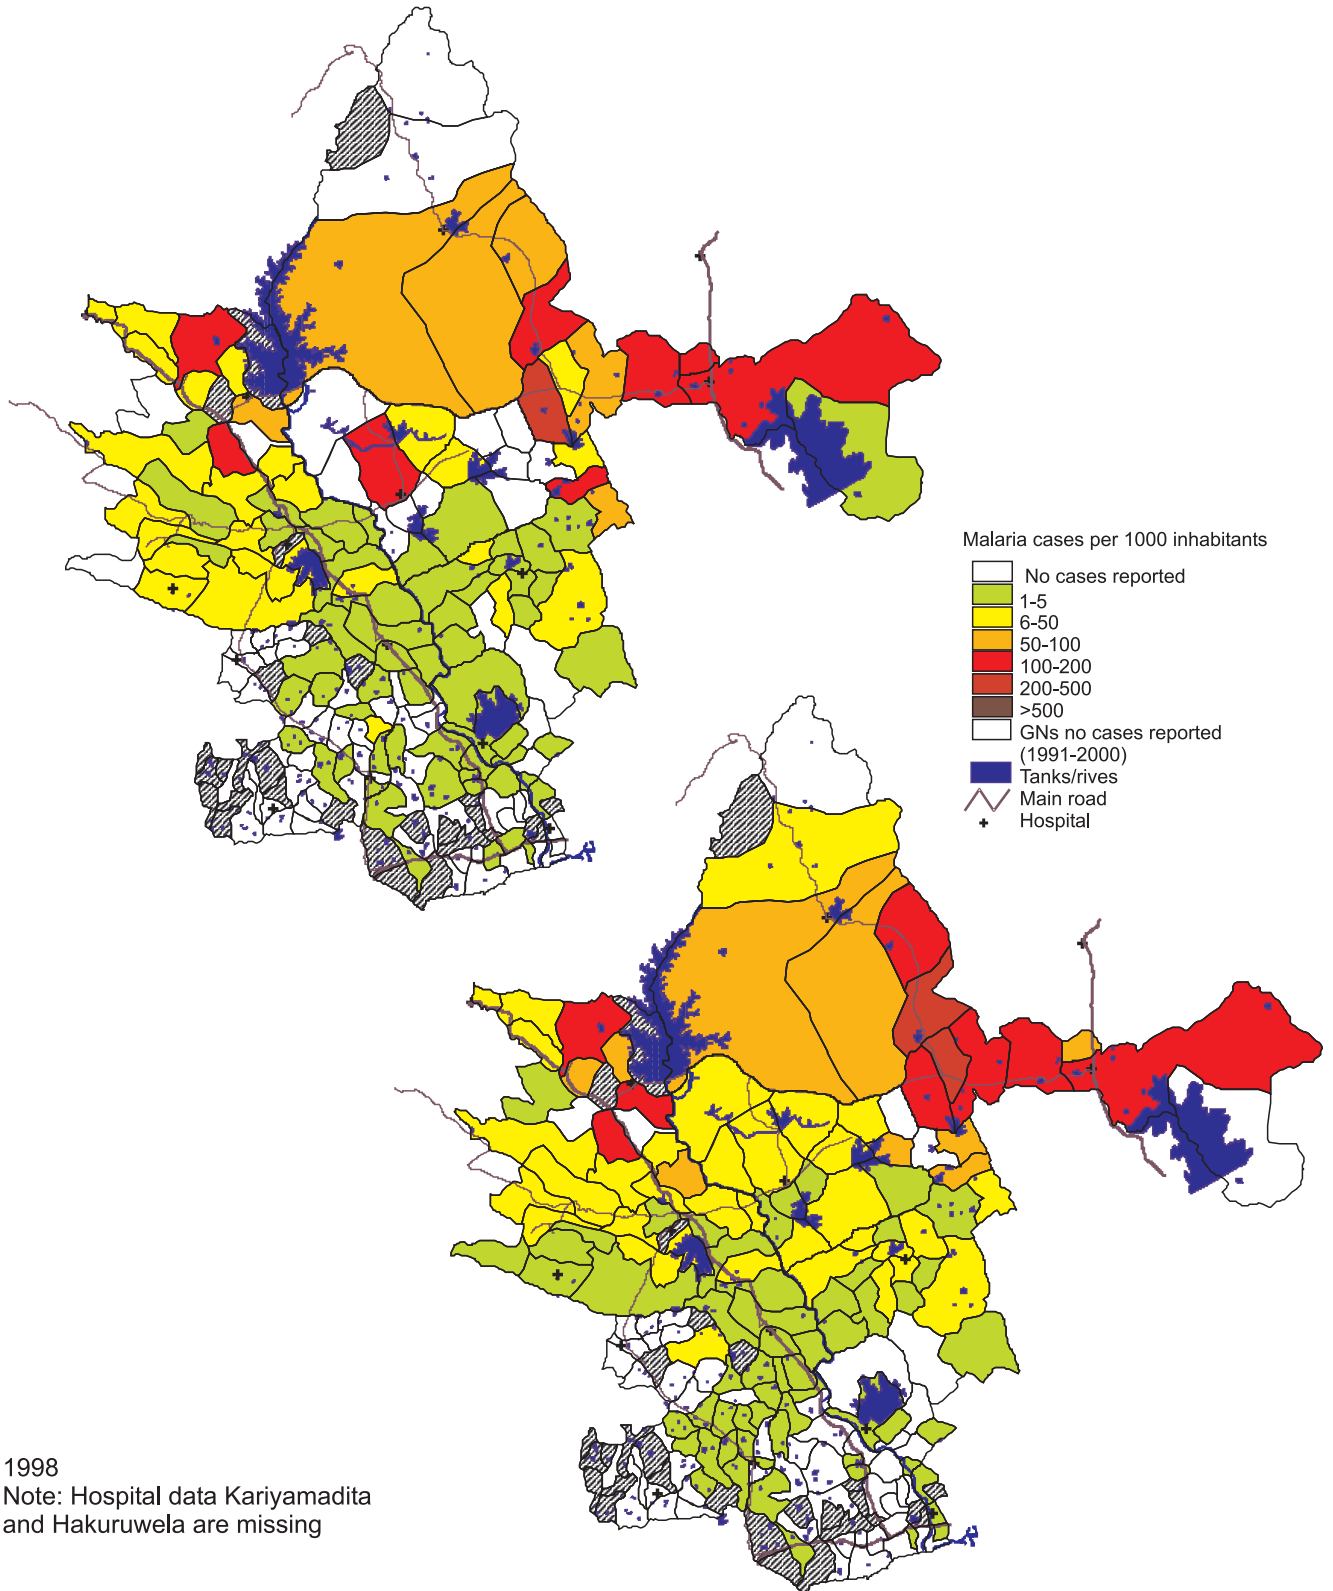 Malaria cases per 1000 inhabitants
No cases reported
1-5
6-50
50-100
100-200
200-500
>500
GNs no cases reported
(1991-2000)
Tanks/rives
Main road
Hospital
1998
Note: Hospital data Kariyamadita
and Hakuruwela are missing